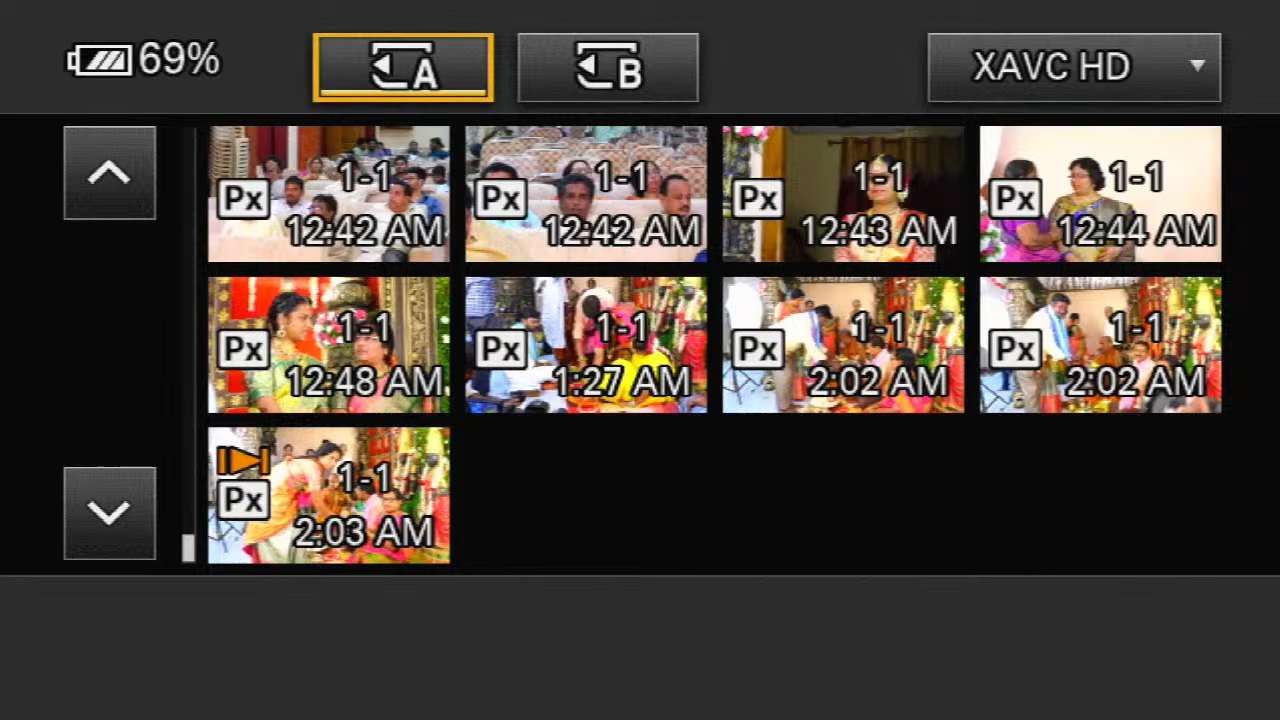 69%
A
B
XAVC HD
Px
1-1
12:42 AM
Px
1-1
12:42 AM
Px
1-1
12:43 AM
Px
1-1
12:44 AM
Px
1-1
12:48 AM
Px
1-1
1:27 AM
Px
1-1
2:02 AM
Px
1-1
2:02 AM
Px
1-1
2:03 AM